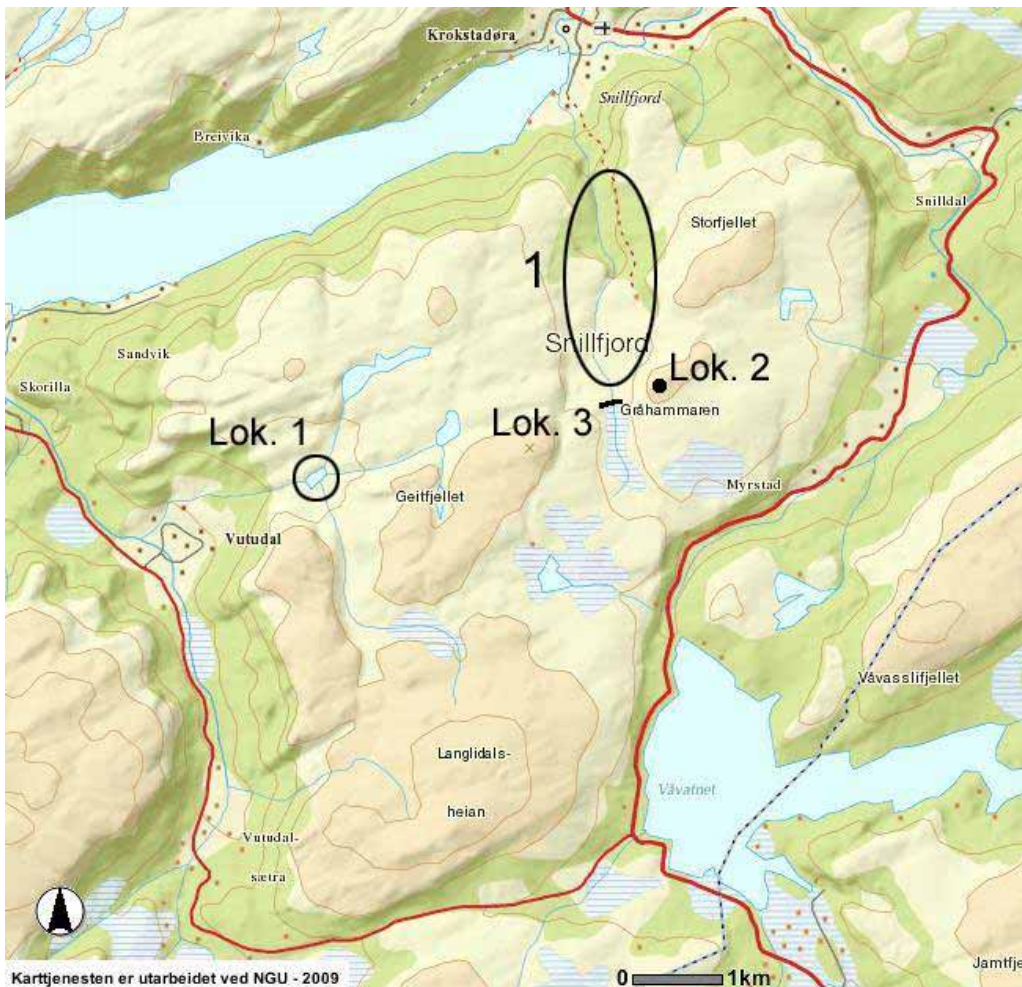 Krokstadøra
Snillfjord
Breivika
Snilldal
Storfjellet
1
Snillfjord
Sandvik
Skorilla
Lok. 2
Gråhammaren
Lok. 3
Lok. 1
Myrstad
Geitfjellet
Vutudal
Våvasslifjellet
Langlidals-
heian
Våvatnet
Vutudal-
sætra
Jamtfje
Karttjenesten er utarbeidet ved NGU - 2009
0 1km